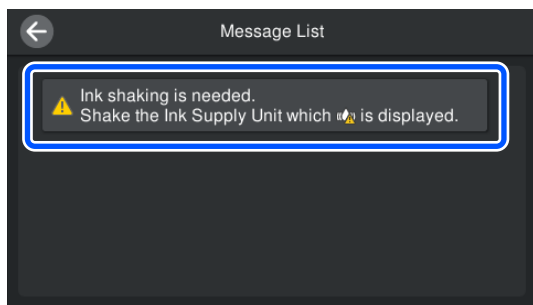 Message List
Ink shaking is needed.
Shake the Ink Supply Unit which is displayed.